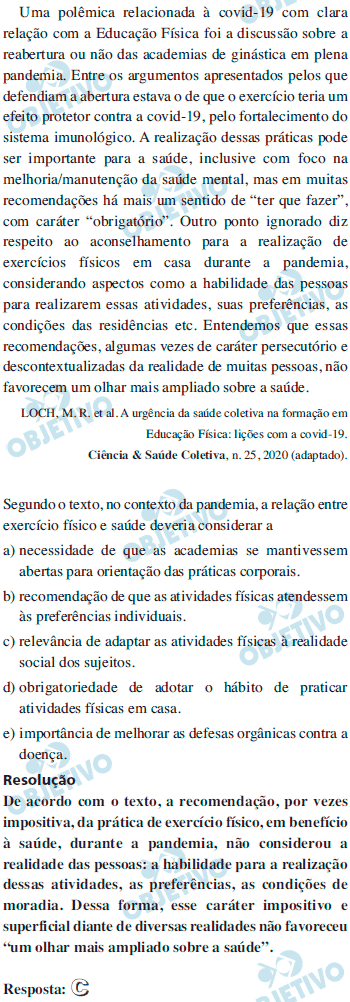 Uma polêmica relacionada à covid-19 com clara
relação com a Educação Física foi a discussão sobre a
reabertura ou não das academias de ginástica em plena
pandemia. Entre os argumentos apresentados pelos que
defendiam a abertura estava o de que o exercício teria um
efeito protetor contra a covid-19, pelo fortalecimento do
sistema imunológico. A realização dessas práticas pode
ser importante para a saúde, inclusive com foco na
melhoria/manutenção da saúde mental, mas em muitas
recomendações há mais um sentido de “ter que fazer”,
com caráter “obrigatório”. Outro ponto ignorado diz
respeito ao aconselhamento para a realização de
exercícios físicos em casa durante a pandemia,
considerando aspectos como a habilidade das pessoas
para realizarem essas atividades, suas preferências, as
condições das residências etc. Entendemos que essas
recomendações, algumas vezes de caráter persecutório e
descontextualizadas da realidade de muitas pessoas, não
favorecem um olhar mais ampliado sobre a saúde.
LOCH, M. R. et al. A urgência da saúde coletiva na formação em
Educação Física: lições com a covid-19.
Ciência & Saúde Coletiva, n. 25, 2020 (adaptado).
Segundo o texto, no contexto da pandemia, a relação entre
exercício físico e saúde deveria considerar a
a) necessidade de que as academias se mantivessem
abertas para orientação das práticas corporais.
b) recomendação de que as atividades físicas atendessem
às preferências individuais.
c) relevância de adaptar as atividades físicas à realidade
social dos sujeitos.
d) obrigatoriedade de adotar o hábito de praticar
atividades físicas em casa.
e) importância de melhorar as defesas orgânicas contra a
doença.
Resolução
De acordo com o texto, a recomendação, por vezes
impositiva, da prática de exercício físico, em benefício
à saúde, durante a pandemia, não considerou a
realidade das pessoas: a habilidade para a realização
dessas atividades, as preferências, as condições de
moradia. Dessa forma, esse caráter impositivo e
superficial diante de diversas realidades não favoreceu
“um olhar mais ampliado sobre a saúde”.
Resposta: C
OBJETIVO
OBJETIVO
OBJETIVO
OBJETIVO
OBJETIVO
OBJETIVO
OBJETIVO
OBJETIVO
OBJETIVO
OBJETIVO
OBJETIVO
OBJETIVO